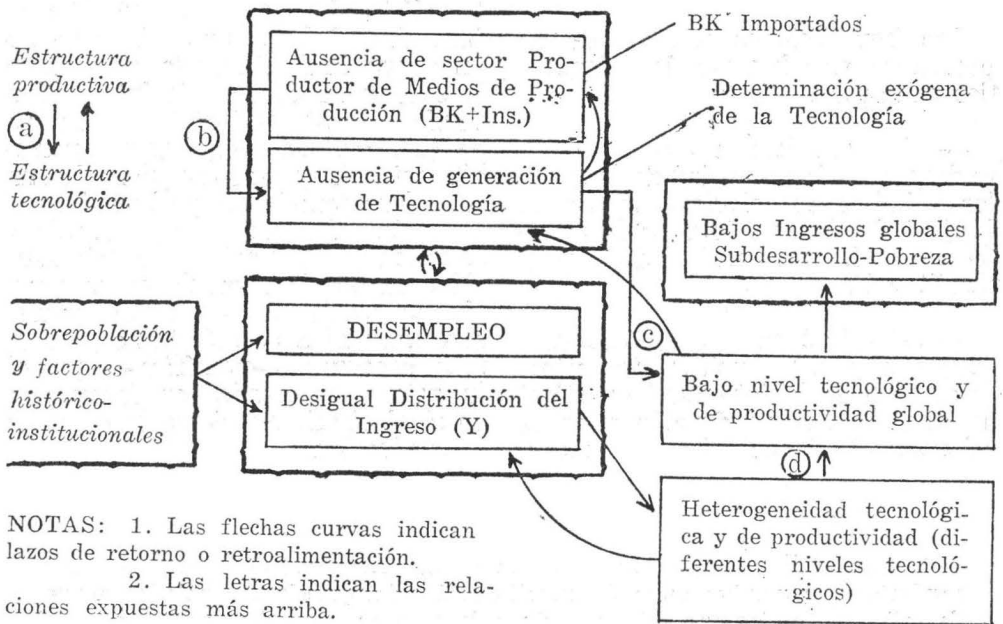 Estructura
productiva
a
Estructura
tecnológica
b
Ausencia de sector Pro-
ductor de Medios de Pro-
ducción (BK+Ins.)
Ausencia de generación
de Tecnología
BK Importados
Determinación exógena
de la Tecnología
Bajos Ingresos globales
Subdesarrollo-Pobreza
Sobrepoblación
y factores
histórico-
institucionales
DESEMPLEO
Desigual Distribución del
Ingreso (Y)
c
Bajo nivel tecnológico y
de productividad global
d
Heterogeneidad tecnológi-
ca y de productividad (di-
ferentes niveles tecnoló-
gicos)
NOTAS: 1. Las flechas curvas indican
lazos de retorno o retroalimentación.
2. Las letras indican las rela-
ciones expuestas más arriba.